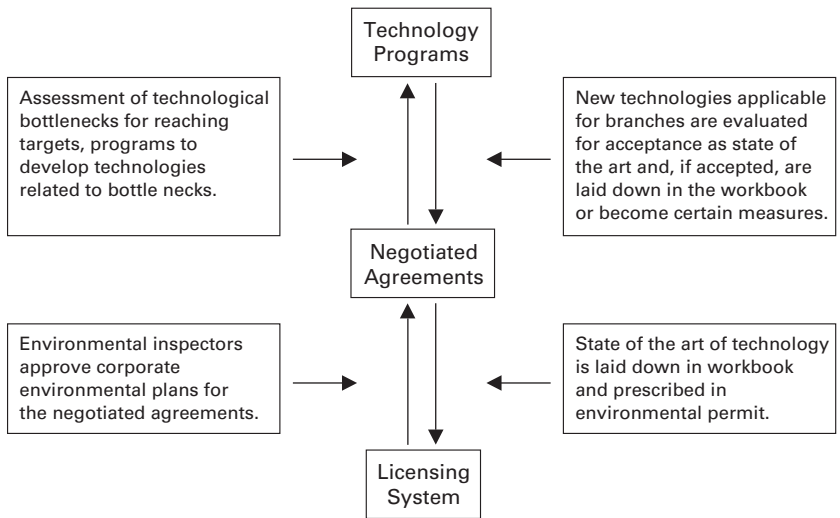 Technology
Programs
Assessment of technological
bottlenecks for reaching
targets, programs to
develop technologies
related to bottle necks.
New technologies applicable
for branches are evaluated
for acceptance as state of
the art and, if accepted, are
laid down in the workbook
or become certain measures.
Negotiated
Agreements
Environmental inspectors
approve corporate
environmental plans for
the negotiated agreements.
State of the art of technology
is laid down in workbook
and prescribed in
environmental permit.
Licensing
System